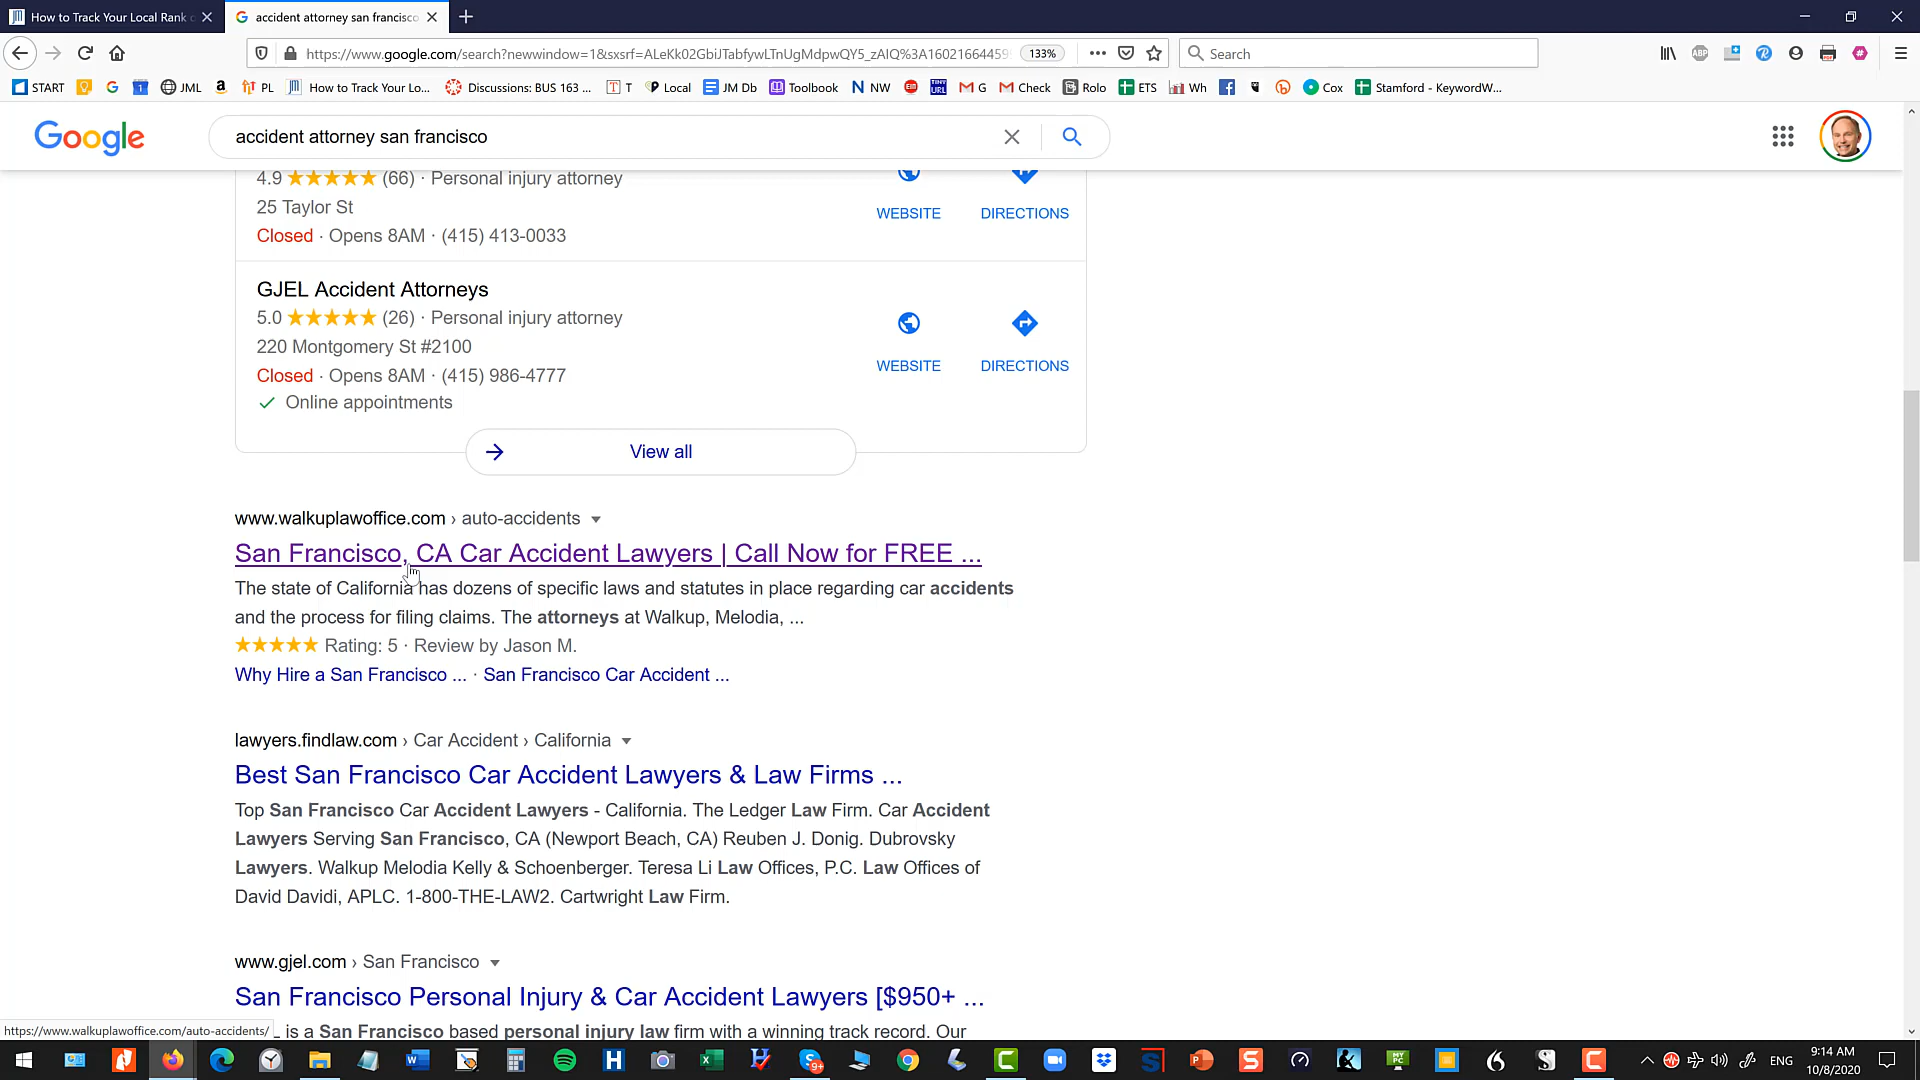 How to Track Your Local Rank
accident attorney san francisco
https://www.google.com/search?newwindow=1&sxsrf=ALeKk02GbiJTabfywLTnUgMdpwQY5_zAIQ%3A160216644595
133%
Search
START
JML
PL
How to Track Your Lo...
Discussions: BUS 163 ...
T
Local
JM Db
Toolbook
NW
G
Check
Rolo
ETS
Wh
Cox
Stamford - KeywordW...
Google
accident attorney san francisco
4.9 (66) · Personal injury attorney
25 Taylor St
Closed · Opens 8AM · (415) 413-0033
WEBSITE
DIRECTIONS
GJEL Accident Attorneys
5.0 (26) · Personal injury attorney
220 Montgomery St #2100
Closed · Opens 8AM · (415) 986-4777
Online appointments
WEBSITE
DIRECTIONS
View all
www.walkuplawoffice.com › auto-accidents
San Francisco, CA Car Accident Lawyers | Call Now for FREE ...
The state of California has dozens of specific laws and statutes in place regarding car accidents
and the process for filing claims. The attorneys at Walkup, Melodia, ...
Rating: 5 · Review by Jason M.
Why Hire a San Francisco ... · San Francisco Car Accident ...
lawyers.findlaw.com › Car Accident › California
Best San Francisco Car Accident Lawyers & Law Firms ...
Top San Francisco Car Accident Lawyers - California. The Ledger Law Firm. Car Accident
Lawyers Serving San Francisco, CA (Newport Beach, CA) Reuben J. Donig. Dubrovsky
Lawyers. Walkup Melodia Kelly & Schoenberger. Teresa Li Law Offices, P.C. Law Offices of
David Davidi, APLC. 1-800-THE-LAW2. Cartwright Law Firm.
www.gjel.com › San Francisco
San Francisco Personal Injury & Car Accident Lawyers [$950+ ...
is a San Francisco based personal injury law firm with a winning track record. Our
https://www.walkuplawoffice.com/auto-accidents/
ENG
9:14 AM
10/8/2020